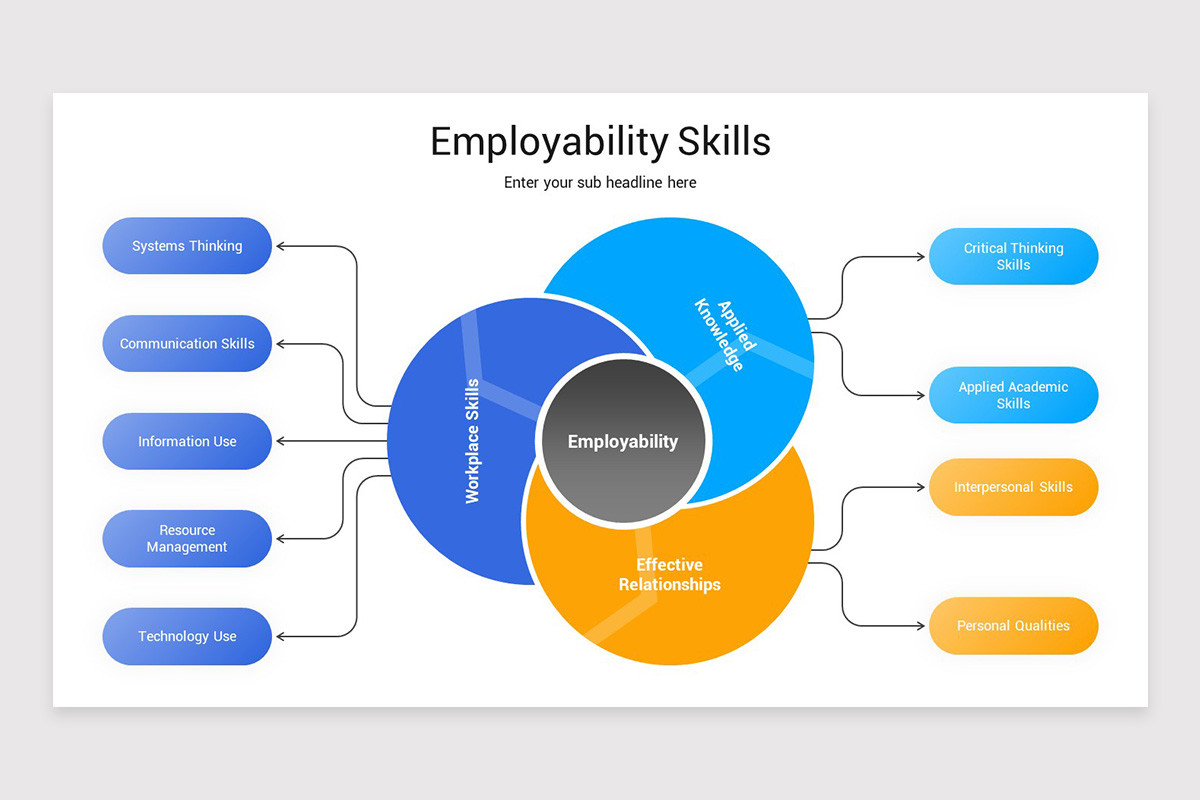 Employability Skills
Enter your sub headline here
Systems Thinking
Communication Skills
Information Use
Resource
Management
Technology Use
Workplace Skills
Applied
Knowledge
Employability
Effective
Relationships
Critical Thinking
Skills
Applied Academic
Skills
Interpersonal Skills
Personal Qualities